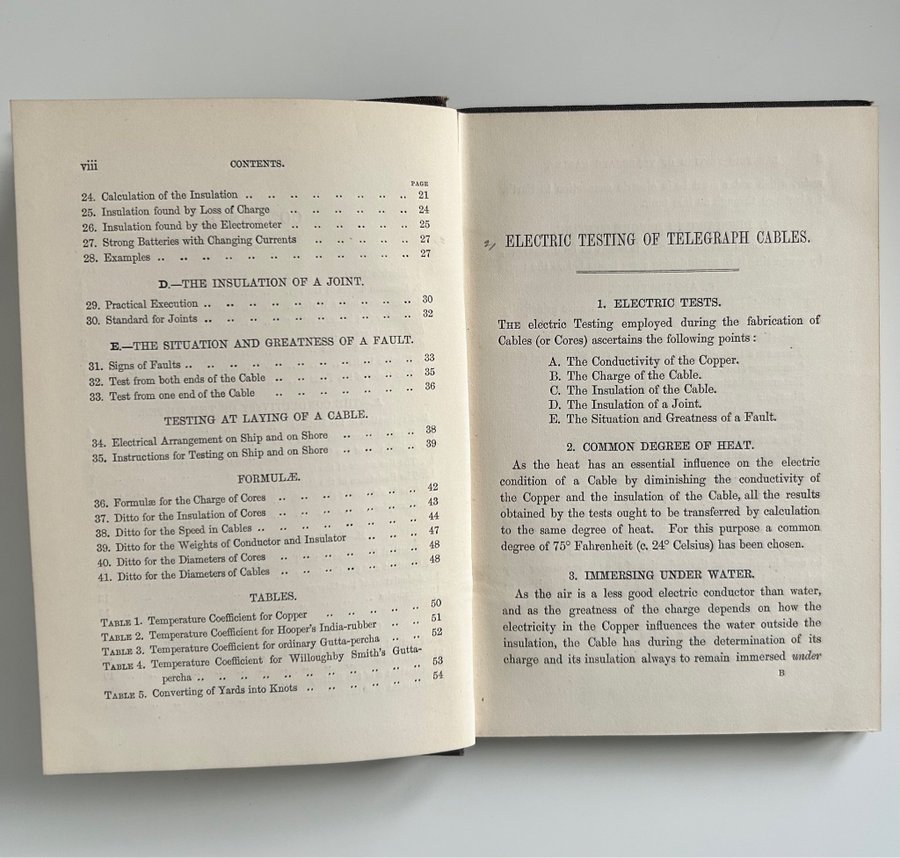 viii CONTENTS.
PAGE
24. Calculation of the Insulation .. .. .. .. .. .. .. .. 21
25. Insulation found by Loss of Charge .. .. .. .. .. .. 24
26. Insulation found by the Electrometer .. .. .. .. .. .. 25
27. Strong Batteries with Changing Currents .. .. .. .. .. 27
28. Examples .. .. .. .. .. .. .. .. .. .. .. .. 27
D.—THE INSULATION OF A JOINT.
29. Practical Execution .. .. .. .. .. .. .. .. .. .. 30
30. Standard for Joints .. .. .. .. .. .. .. .. .. .. 32
E.—THE SITUATION AND GREATNESS OF A FAULT.
31. Signs of Faults .. .. .. .. .. .. .. .. .. .. .. 33
32. Test from both ends of the Cable .. .. .. .. .. .. .. 35
33. Test from one end of the Cable .. .. .. .. .. .. .. 36
TESTING AT LAYING OF A CABLE.
34. Electrical Arrangement on Ship and on Shore .. .. .. .. 38
35. Instructions for Testing on Ship and on Shore .. .. .. .. 39
FORMULÆ.
36. Formulæ for the Charge of Cores .. .. .. .. .. .. .. 42
37. Ditto for the Insulation of Cores .. .. .. .. .. .. .. 43
38. Ditto for the Speed in Cables .. .. .. .. .. .. .. .. 44
39. Ditto for the Weights of Conductor and Insulator .. .. .. 47
40. Ditto for the Diameters of Cores .. .. .. .. .. .. .. 48
41. Ditto for the Diameters of Cables .. .. .. .. .. .. .. 48
TABLES.
TABLE 1. Temperature Coefficient for Copper .. .. .. .. .. 50
TABLE 2. Temperature Coefficient for Hooper's India-rubber .. .. 51
TABLE 3. Temperature Coefficient for ordinary Gutta-percha .. .. 52
TABLE 4. Temperature Coefficient for Willoughby Smith's Gutta-
percha .. .. .. .. .. .. .. .. .. .. 53
TABLE 5. Converting of Yards into Knots .. .. .. .. .. .. 54
ELECTRIC TESTING OF TELEGRAPH CABLES.
1. ELECTRIC TESTS.
THE electric Testing employed during the fabrication of
Cables (or Cores) ascertains the following points :
A. The Conductivity of the Copper.
B. The Charge of the Cable.
C. The Insulation of the Cable.
D. The Insulation of a Joint.
E. The Situation and Greatness of a Fault.
2. COMMON DEGREE OF HEAT.
As the heat has an essential influence on the electric
condition of a Cable by diminishing the conductivity of
the Copper and the insulation of the Cable, all the results
obtained by the tests ought to be transferred by calculation
to the same degree of heat. For this purpose a common
degree of 75° Fahrenheit (c. 24° Celsius) has been chosen.
3. IMMERSING UNDER WATER.
As the air is a less good electric conductor than water,
and as the greatness of the charge depends on how the
electricity in the Copper influences the water outside the
insulation, the Cable has during the determination of its
charge and its insulation always to remain immersed under
B